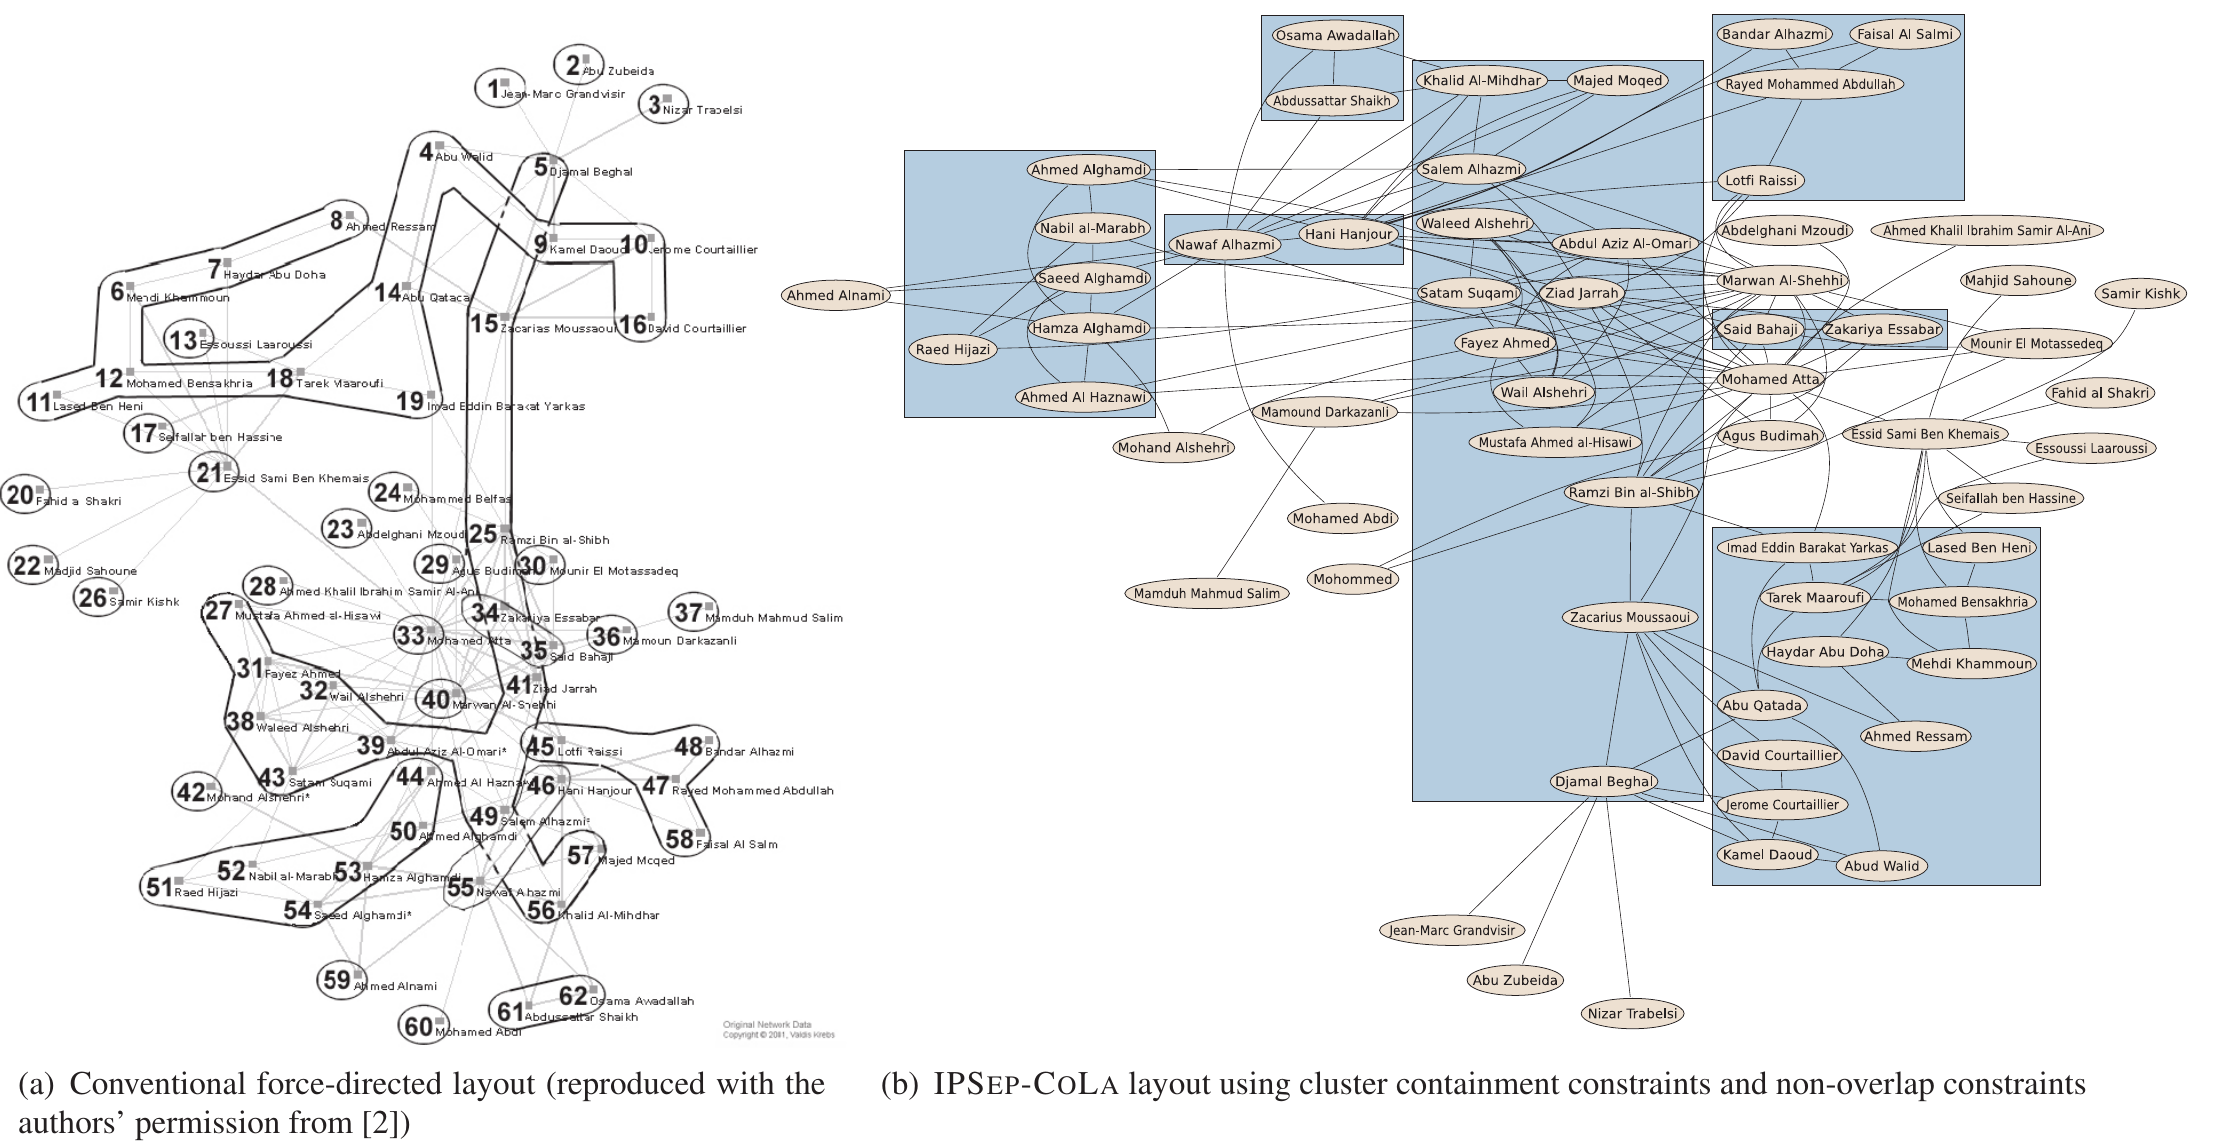 1 Jean-Marc Grandvisir
2 Abu Zubeida
3 Nizar Trabelsi
4 Abu Walid
5 Djamal Beghal
6 Mehdi Khammoun
7 Haydar Abu Doha
8 Ahmed Ressam
9 Kamel Daoud
10 Jerome Courtaillier
11 Lased Ben Heni
12 Mohamed Bensakhria
13 Essoussi Laaroussi
14 Abu Qataca
15 Zacarias Moussaoui
16 David Courtaillier
17 Seifallah ben Hassine
18 Tarek Maaroufi
19 Imad Eddin Barakat Yarkas
20 Fahid a Shakri
21 Essid Sami Ben Khemais
22 Madjid Sahoune
23 Abdelghani Mzoudi
24 Mohammed Belfas
25 Ramzi Bin al-Shibh
26 Samir Kishk
27 Mustafa Ahmed al-Hisawi
28 Ahmed Khalil Ibrahim Samir Al-Ani
29 Agus Budiman
30 Mounir El Motassadeq
31 Fayez Ahmed
32 Wail Alshehri
33 Mohamed Atta
34 Zakariya Essabar
35 Said Bahaji
36 Mamoun Darkazanli
37 Mamduh Mahmud Salim
38 Waleed Alshehri
39 Abdul Aziz Al-Omari*
40 Marwan Al-Shehhi
41 Ziad Jarrah
42 Mohand Alshehri*
43 Satam Suqami
44 Ahmed Al Haznawi
45 Lotfi Raissi
46 Hani Hanjour
47 Rayed Mohammed Abdullah
48 Bandar Alhazmi
49 Salem Alhazmi*
50 Ahmed Alghamdi
51 Raed Hijazi
52 Nabil al-Marabh
53 Hamza Alghamdi
54 Saeed Alghamdi*
55 Nawaf Alhazmi
56 Khalid Al-Mihdhar
57 Majed Moqed
58 Faisal Al Salm
59 Ahmed Alnami
60 Mohamed Abdi
61 Abdussattar Shaikh
62 Osama Awadallah
Original Network Data
Copyright © 2001, Valdis Krebs
(a) Conventional force-directed layout (reproduced with the
authors' permission from [2])
Osama Awadallah
Abdussattar Shaikh
Khalid Al-Mihdhar
Majed Moqed
Bandar Alhazmi
Faisal Al Salmi
Rayed Mohammed Abdullah
Lotfi Raissi
Ahmed Alghamdi
Nabil al-Marabh
Saeed Alghamdi
Hamza Alghamdi
Raed Hijazi
Ahmed Al Haznawi
Ahmed Alnami
Nawaf Alhazmi
Hani Hanjour
Salem Alhazmi
Waleed Alshehri
Abdul Aziz Al-Omari
Satam Suqami
Ziad Jarrah
Fayez Ahmed
Wail Alshehri
Mustafa Ahmed al-Hisawi
Ramzi Bin al-Shibh
Zacarius Moussaoui
Djamal Beghal
Abdelghani Mzoudi
Ahmed Khalil Ibrahim Samir Al-Ani
Marwan Al-Shehhi
Mahjid Sahoune
Samir Kishk
Said Bahaji
Zakariya Essabar
Mounir El Motassedeq
Mohamed Atta
Fahid al Shakri
Agus Budimah
Essid Sami Ben Khemais
Essoussi Laaroussi
Seifallah ben Hassine
Mamound Darkazanli
Mohand Alshehri
Mohamed Abdi
Mohommed
Mamduh Mahmud Salim
Imad Eddin Barakat Yarkas
Lased Ben Heni
Tarek Maaroufi
Mohamed Bensakhria
Haydar Abu Doha
Mehdi Khammoun
Abu Qatada
Ahmed Ressam
David Courtaillier
Jerome Courtaillier
Kamel Daoud
Abud Walid
Jean-Marc Grandvisir
Abu Zubeida
Nizar Trabelsi
(b) IPSEP-COLA layout using cluster containment constraints and non-overlap constraints